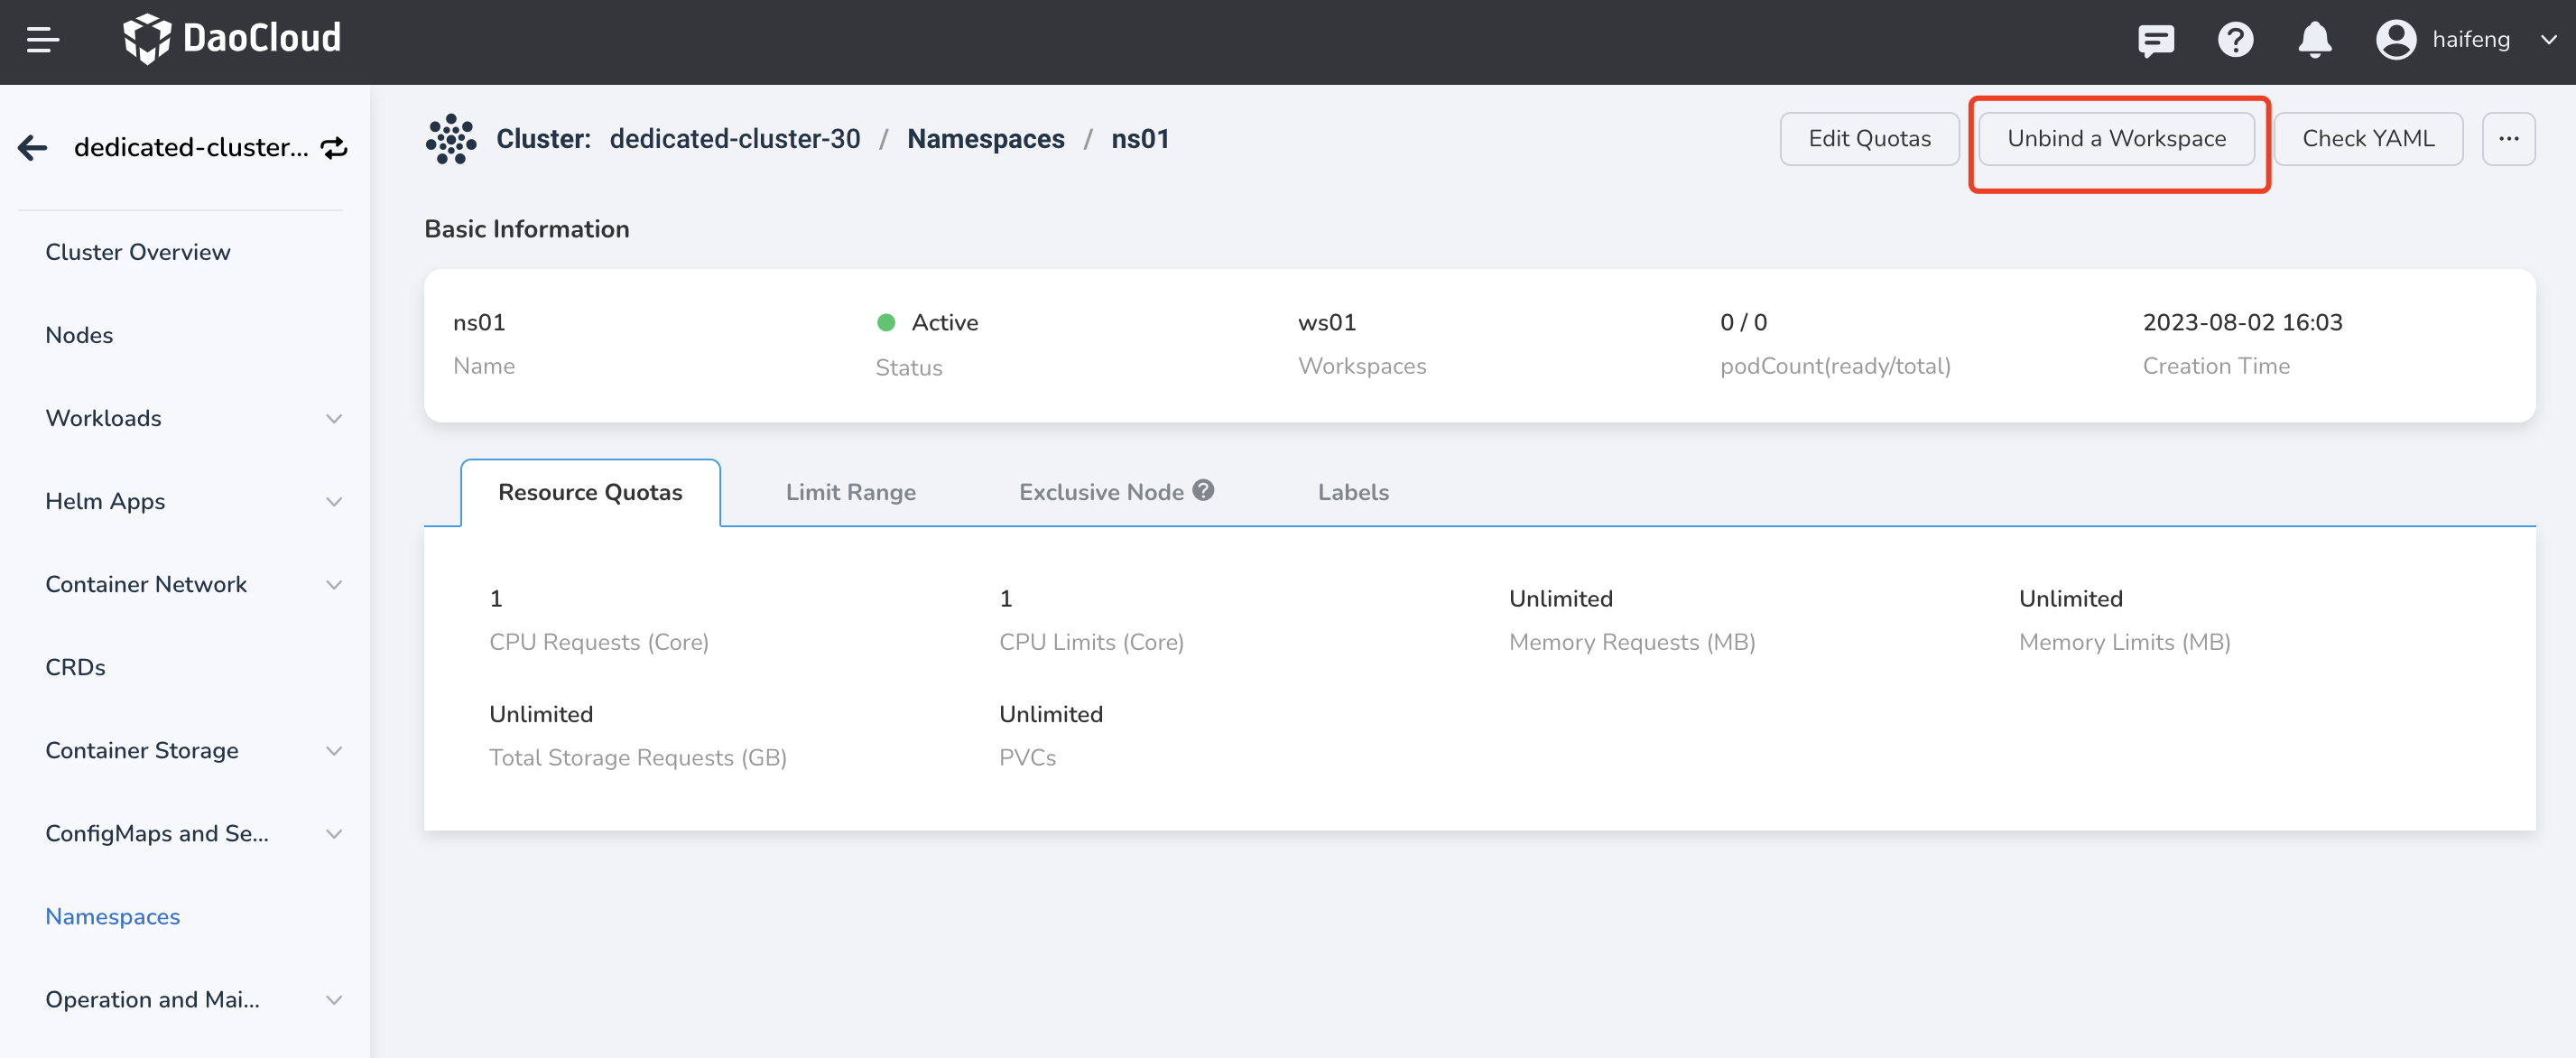 DaoCloud
haifeng
dedicated-cluster...
Cluster: dedicated-cluster-30 / Namespaces / ns01
Edit Quotas
Unbind a Workspace
Check YAML
...
Cluster Overview
Nodes
Workloads
Helm Apps
Container Network
CRDs
Container Storage
ConfigMaps and Se...
Namespaces
Operation and Mai...
Basic Information
ns01
Name
Active
Status
ws01
Workspaces
0 / 0
podCount(ready/total)
2023-08-02 16:03
Creation Time
Resource Quotas
Limit Range
Exclusive Node ?
Labels
1
CPU Requests (Core)
1
CPU Limits (Core)
Unlimited
Memory Requests (MB)
Unlimited
Memory Limits (MB)
Unlimited
Total Storage Requests (GB)
Unlimited
PVCs